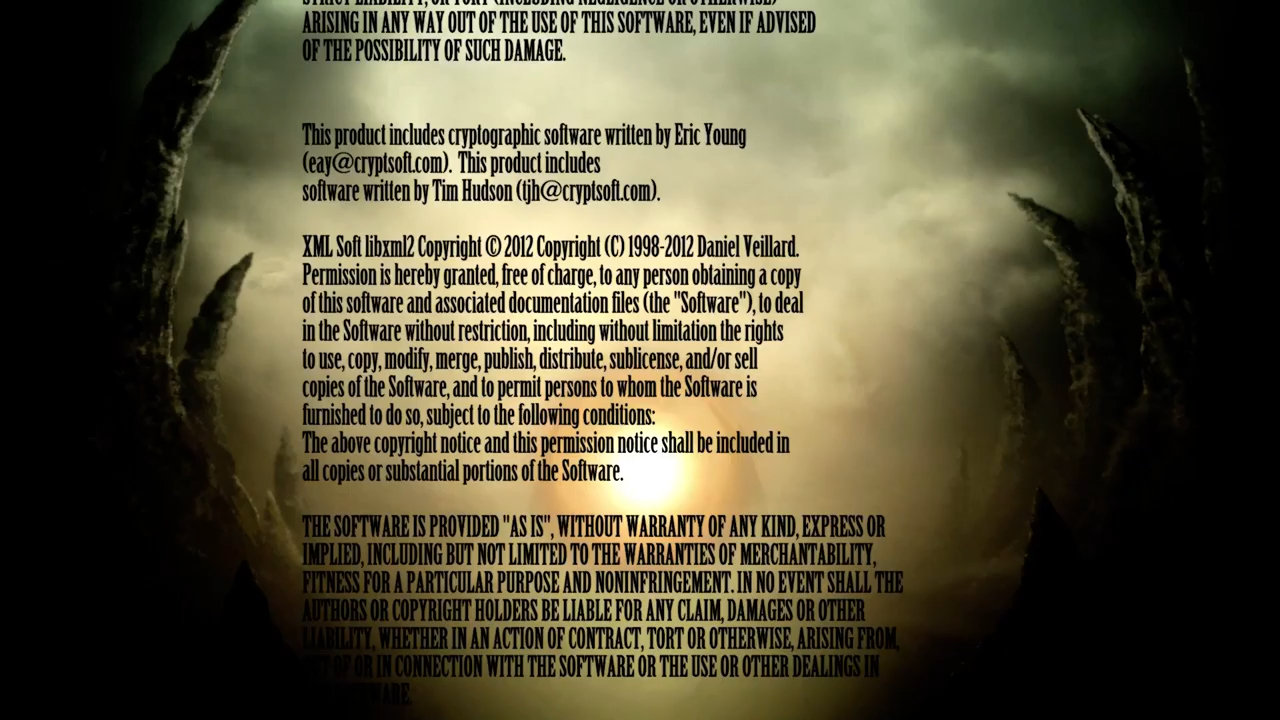 STRICT LIABILITY, OR TORT (INCLUDING NEGLIGENCE OR OTHERWISE)
ARISING IN ANY WAY OUT OF THE USE OF THIS SOFTWARE, EVEN IF ADVISED
OF THE POSSIBILITY OF SUCH DAMAGE.
This product includes cryptographic software written by Eric Young
(eay@cryptsoft.com). This product includes
software written by Tim Hudson (tjh@cryptsoft.com).
XML Soft libxml2 Copyright © 2012 Copyright (C) 1998-2012 Daniel Veillard.
Permission is hereby granted, free of charge, to any person obtaining a copy
of this software and associated documentation files (the "Software"), to deal
in the Software without restriction, including without limitation the rights
to use, copy, modify, merge, publish, distribute, sublicense, and/or sell
copies of the Software, and to permit persons to whom the Software is
furnished to do so, subject to the following conditions:
The above copyright notice and this permission notice shall be included in
all copies or substantial portions of the Software.
THE SOFTWARE IS PROVIDED "AS IS", WITHOUT WARRANTY OF ANY KIND, EXPRESS OR
IMPLIED, INCLUDING BUT NOT LIMITED TO THE WARRANTIES OF MERCHANTABILITY,
FITNESS FOR A PARTICULAR PURPOSE AND NONINFRINGEMENT. IN NO EVENT SHALL THE
AUTHORS OR COPYRIGHT HOLDERS BE LIABLE FOR ANY CLAIM, DAMAGES OR OTHER
LIABILITY, WHETHER IN AN ACTION OF CONTRACT, TORT OR OTHERWISE, ARISING FROM,
OUT OF OR IN CONNECTION WITH THE SOFTWARE OR THE USE OR OTHER DEALINGS IN
SOFTWARE.